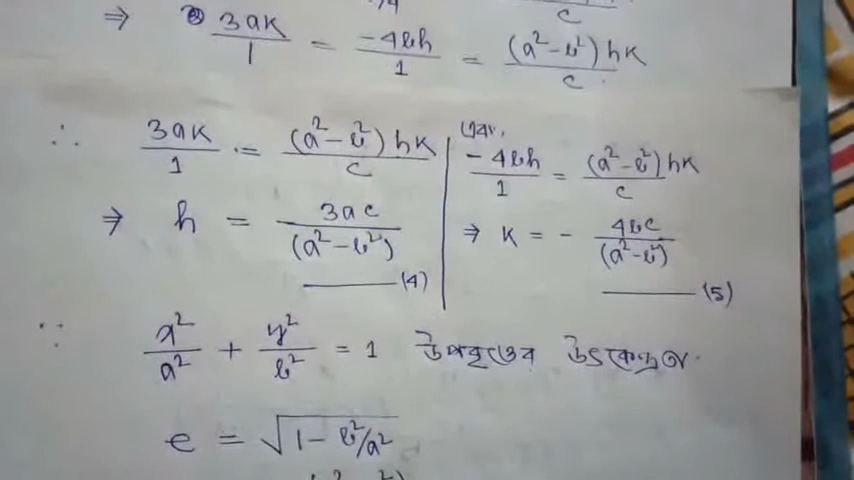 ⇒ 3ak/1 = -4bh/1 = (a²-b²)hk/c
∴ 3ak/1 = (a²-b²)hk/c
⇒ h = 3ac/(a²-b²)
——— (4)
এবং,
-4bh/1 = (a²-b²)hk/c
⇒ k = - 4bc/(a²-b²)
——— (5)
∴ x²/a² + y²/b² = 1 উপবৃত্তের উৎকেন্দ্রতা
e = √(1 - b²/a²)